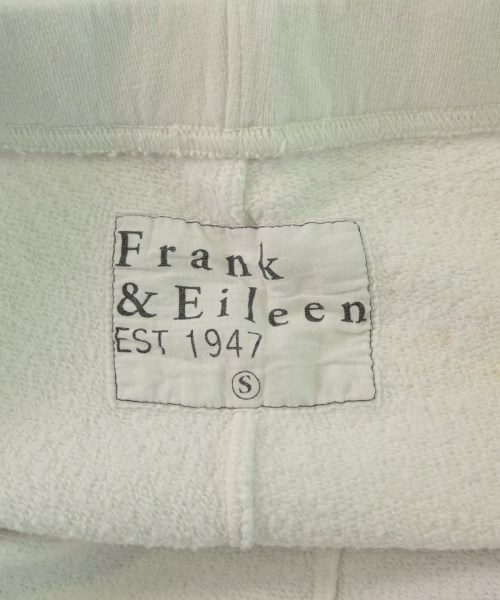 Frank
& Eileen
EST 1947
S